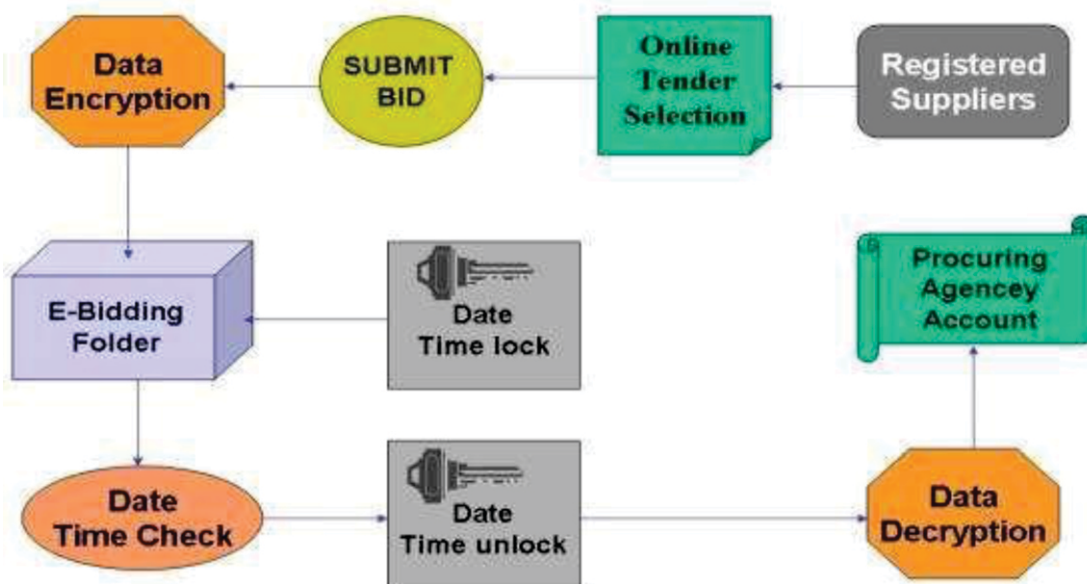 Data
Encryption
SUBMIT
BID
Online
Tender
Selection
Registered
Suppliers
E-Bidding
Folder
Date
Time lock
Procuring
Agencey
Account
Date
Time Check
Date
Time unlock
Data
Decryption